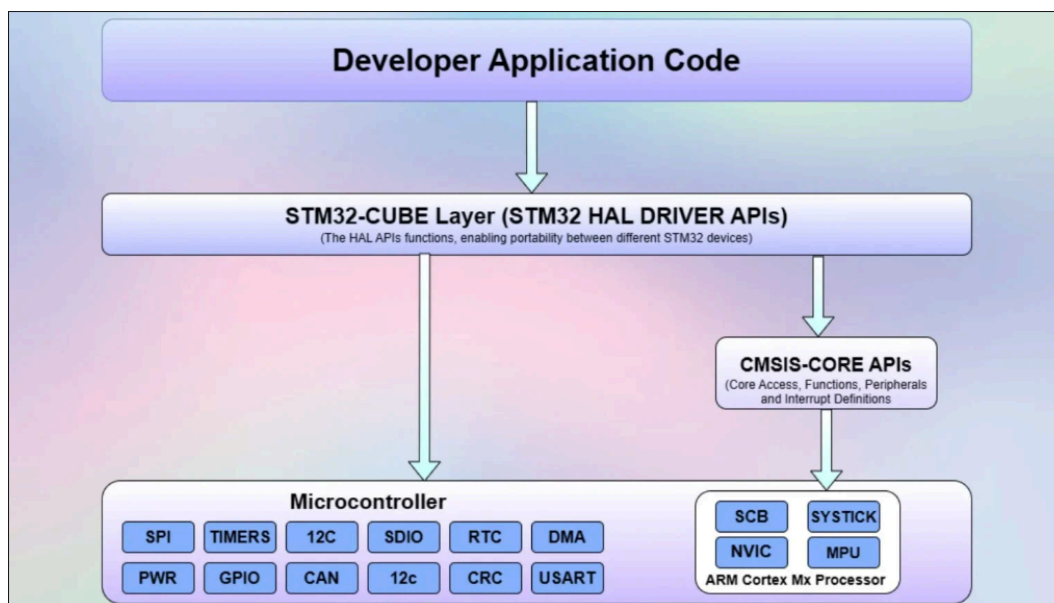 Developer Application Code
STM32-CUBE Layer (STM32 HAL DRIVER APIs)
(The HAL APIs functions, enabling portability between different STM32 devices)
CMSIS-CORE APIs
(Core Access, Functions, Peripherals
and Interrupt Definitions
Microcontroller
SPI TIMERS 12C SDIO RTC DMA
PWR GPIO CAN 12c CRC USART
SCB SYSTICK
NVIC MPU
ARM Cortex Mx Processor